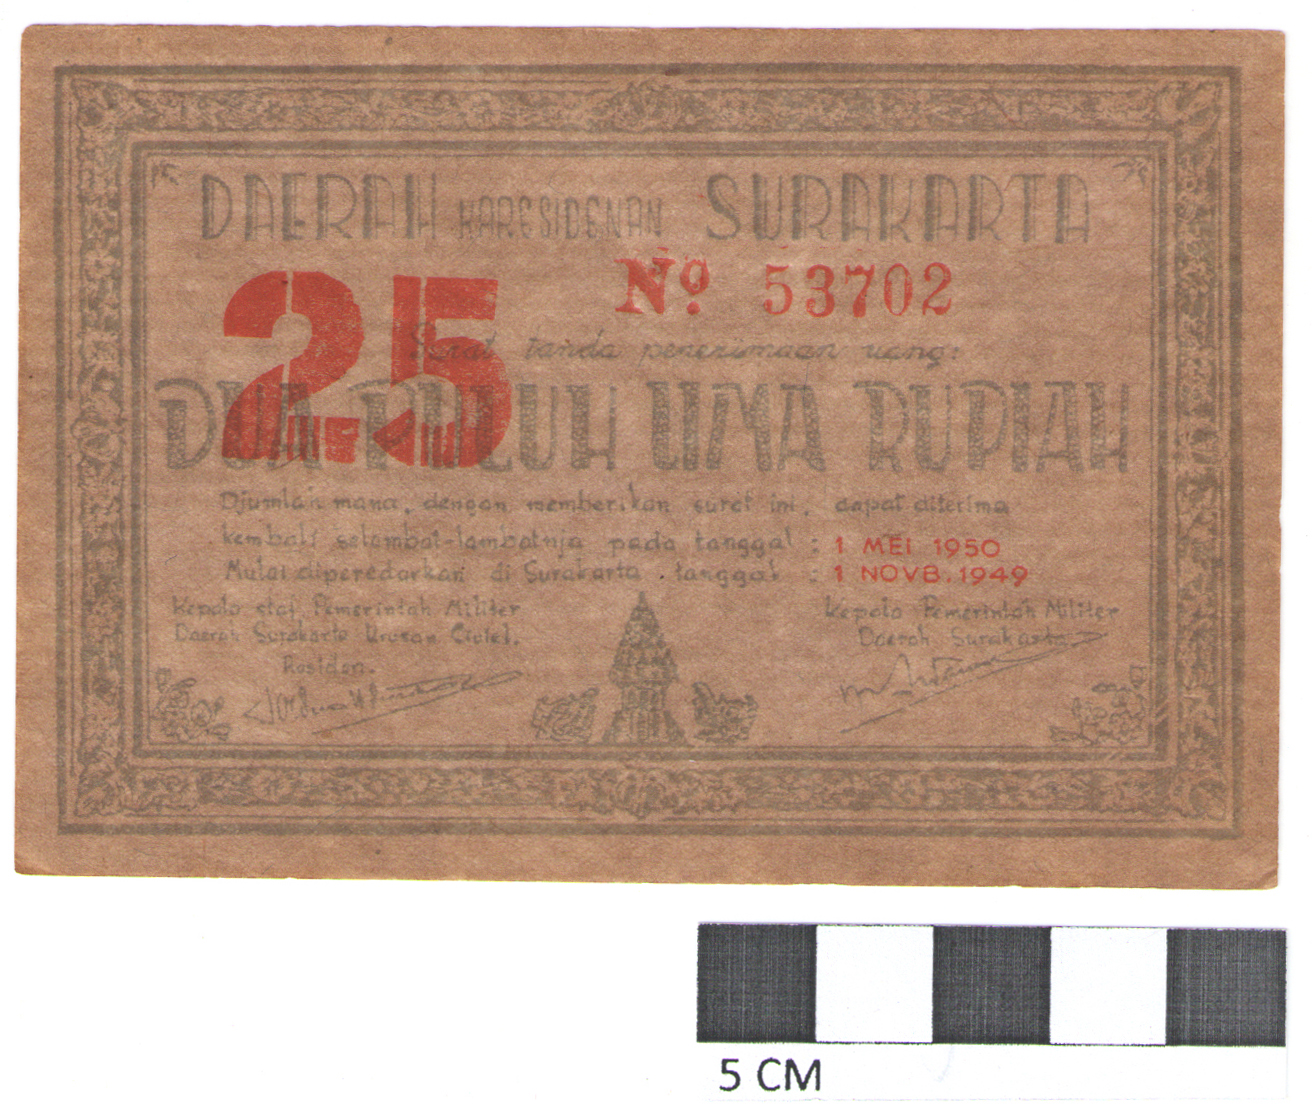 DAERAH KARESIDENAN SURAKARTA
25
Nº 53702
Surat tanda penerimaan uang:
DUA PULUH LIMA RUPIAH
Djumlah mana, dengan memberikan surat ini, dapat diterima
kembali selambat-lambatnja pada tanggal : 1 MEI 1950
Mulai diperedarkan di Surakarta tanggal : 1 NOVB. 1949
Kepala staf Pemerintah Militer
Daerah Surakarta Urusan Civiel.
Residen.
Kepala Pemerintah Militer
Daerah Surakarta
5 CM